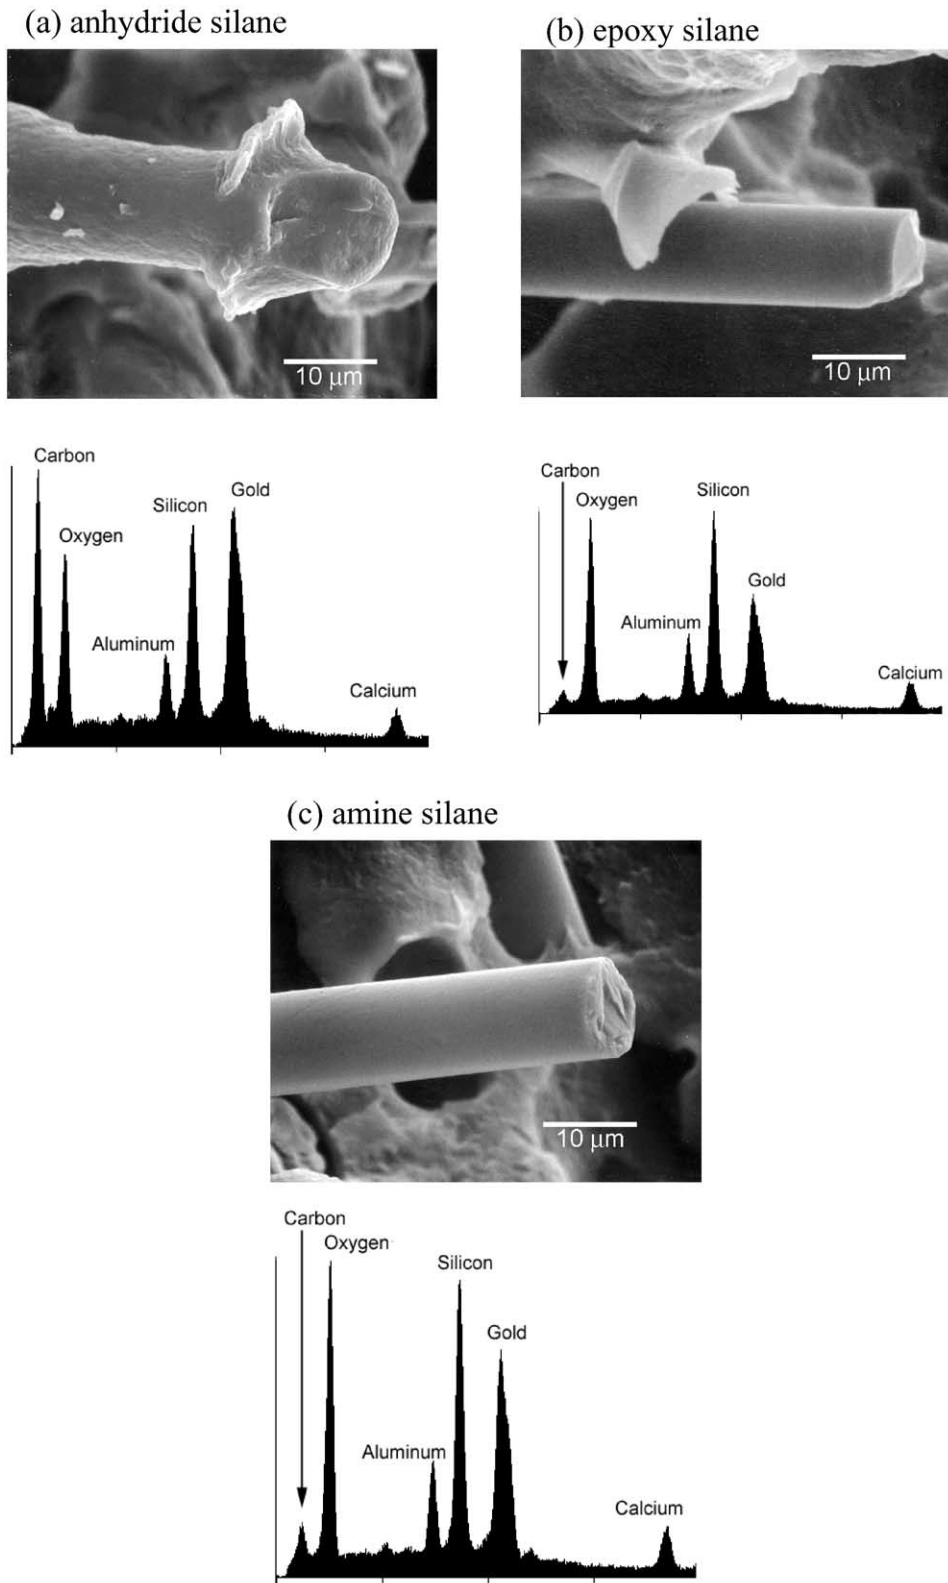 (a) anhydride silane
10 μm
Carbon
Oxygen
Aluminum
Silicon
Gold
Calcium
(b) epoxy silane
10 μm
Carbon
Oxygen
Aluminum
Silicon
Gold
Calcium
(c) amine silane
10 μm
Carbon
Oxygen
Aluminum
Silicon
Gold
Calcium